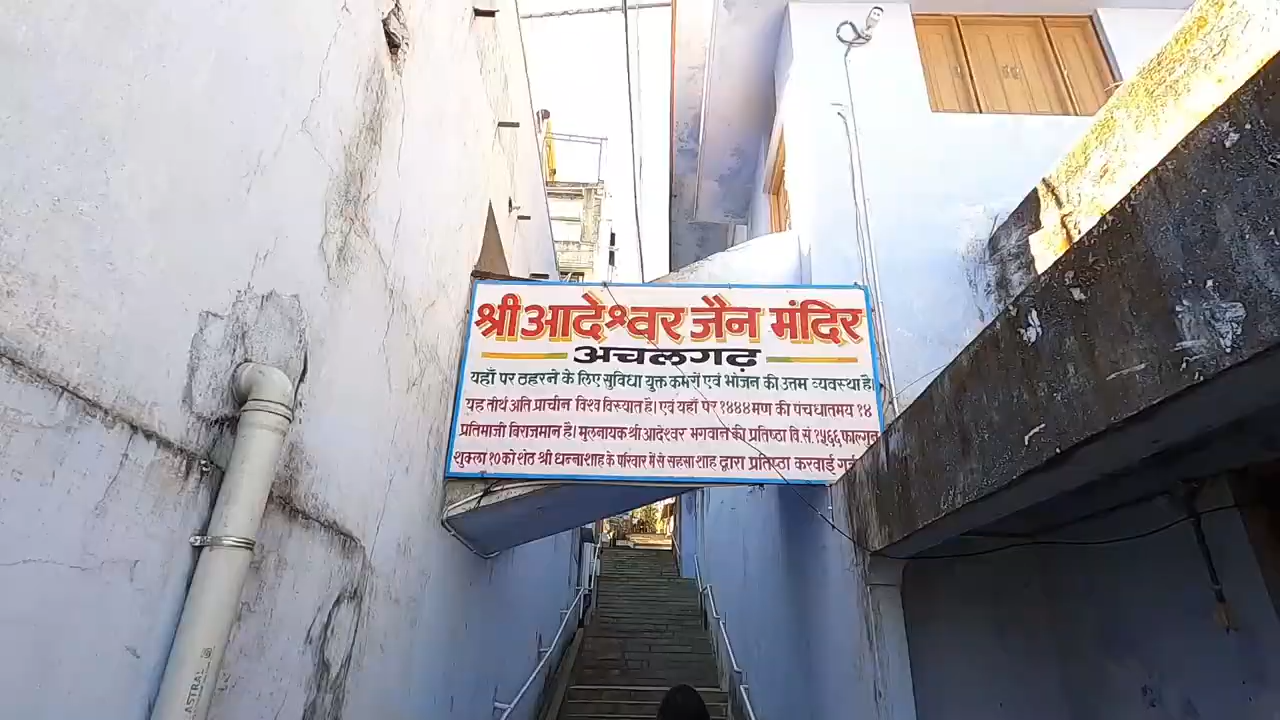 श्री आदेश्वर जैन मंदिर
अचलगढ़
यहाँ पर ठहरने के लिए सुविधा युक्त कमरों एवं भोजन की उत्तम व्यवस्था है।
यह तीर्थ अति प्राचीन विश्व विख्यात है। एवं यहाँ पर १४४४ मण की पंचधातमय १४
प्रतिमाजी विराजमान है। मुलनायक श्री आदेश्वर भगवान की प्रतिष्ठा वि.सं.१५६६ फाल्गुन
शुक्ला १० को शेठ श्री धन्नाशाह के परिवार में से सहसा शाह द्वारा प्रतिष्ठा करवाई
ASTRAL